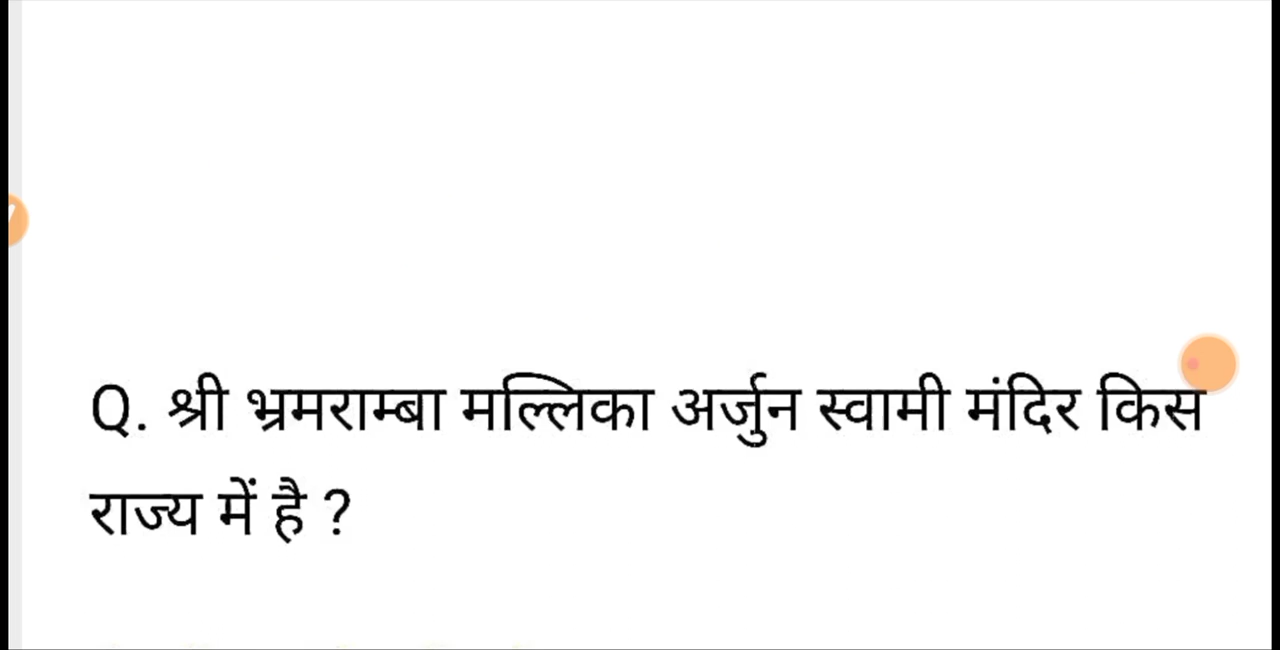 Q. श्री भ्रमराम्बा मल्लिका अर्जुन स्वामी मंदिर किस
राज्य में है ?